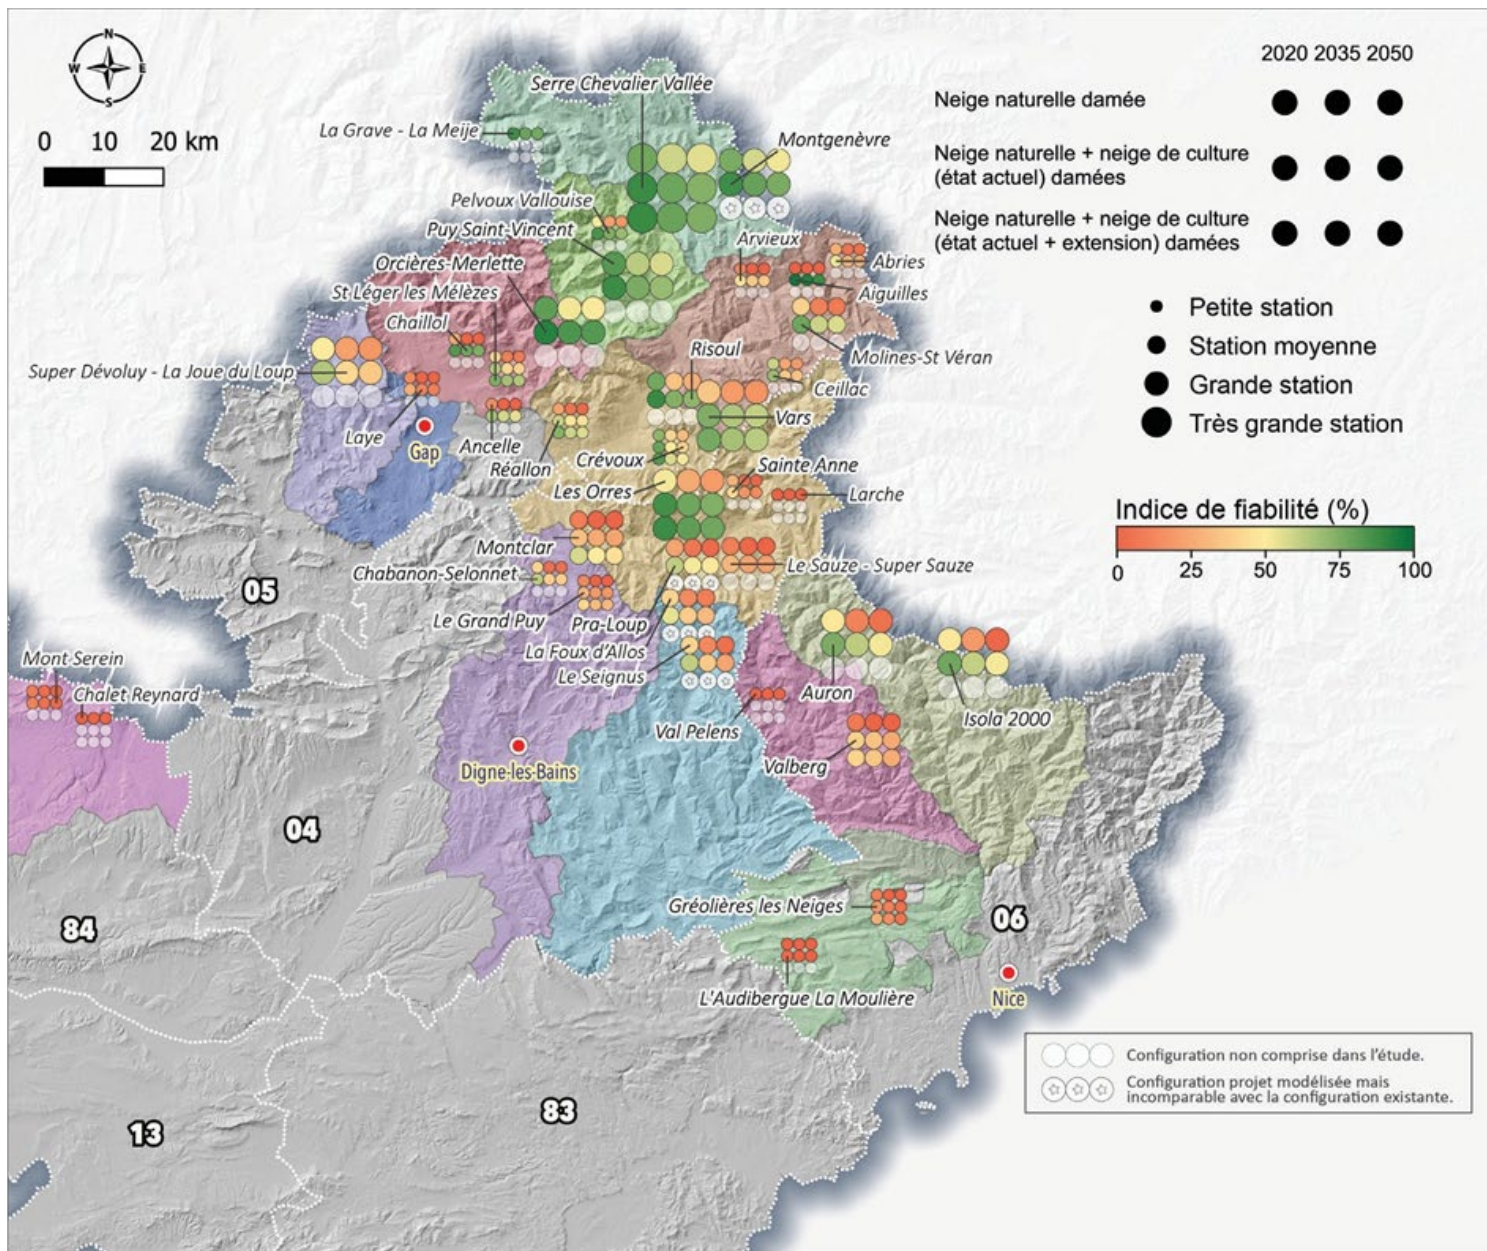 N
W
E
S
0 10 20 km
2020 2035 2050
Neige naturelle damée
Neige naturelle + neige de culture
(état actuel) damées
Neige naturelle + neige de culture
(état actuel + extension) damées
Petite station
Station moyenne
Grande station
Très grande station
Indice de fiabilité (%)
0 25 50 75 100
Serre Chevalier Vallée
La Grave - La Meije
Montgenèvre
Pelvoux Vallouise
Puy Saint-Vincent
Arvieux
Abries
Orcières-Merlette
Aiguilles
St Léger les Mélèzes
Chaillol
Risoul
Molines-St Véran
Super Dévoluy - La Joue du Loup
Ceillac
Vars
Laye
Gap
Ancelle
Réallon
Crévoux
Sainte Anne
Les Orres
Larche
Montclar
Chabanon-Selonnet
Le Sauze - Super Sauze
05
Le Grand Puy
Pra-Loup
La Foux d'Allos
Le Seignus
Mont Serein
Chalet Reynard
Auron
Isola 2000
Val Pelens
Valberg
Digne-les-Bains
04
84
Gréolières les Neiges
06
L'Audibergue La Moulière
Nice
83
13
Configuration non comprise dans l'étude.
Configuration projet modélisée mais
incomparable avec la configuration existante.